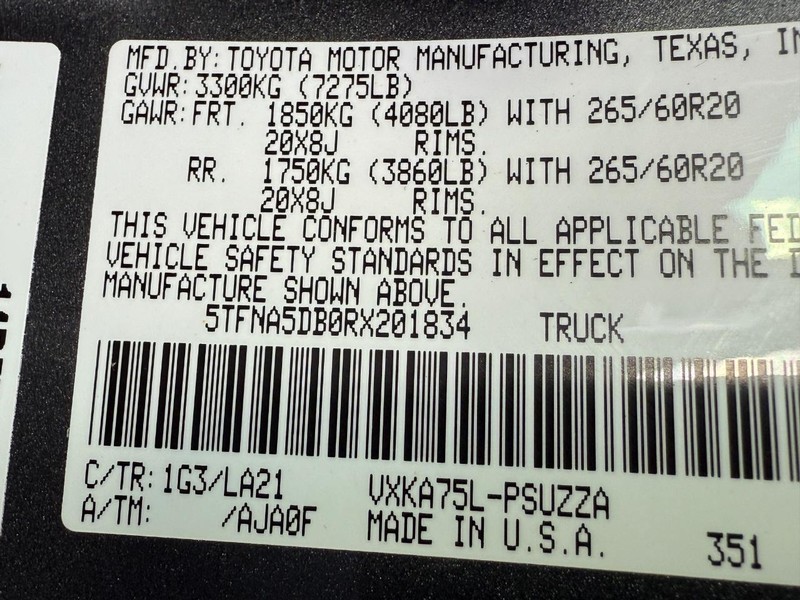 MFD.BY:TOYOTA MOTOR MANUFACTURING, TEXAS,
GVWR:3300KG (7275LB)
GAWR:FRT. 1850KG (4080LB) WITH 265/60R20
20X8J RIMS.
RR. 1750KG (3860LB) WITH 265/60R20
20X8J RIMS.
THIS VEHICLE CONFORMS TO ALL APPLICABLE
VEHICLE SAFETY STANDARDS IN EFFECT ON THE
MANUFACTURE SHOWN ABOVE.
5TFNA5DB0RX201834 TRUCK
C/TR:1G3/LA21 VXKA75L-PSUZZA
A/TM: /AJA0F MADE IN U.S.A. 351